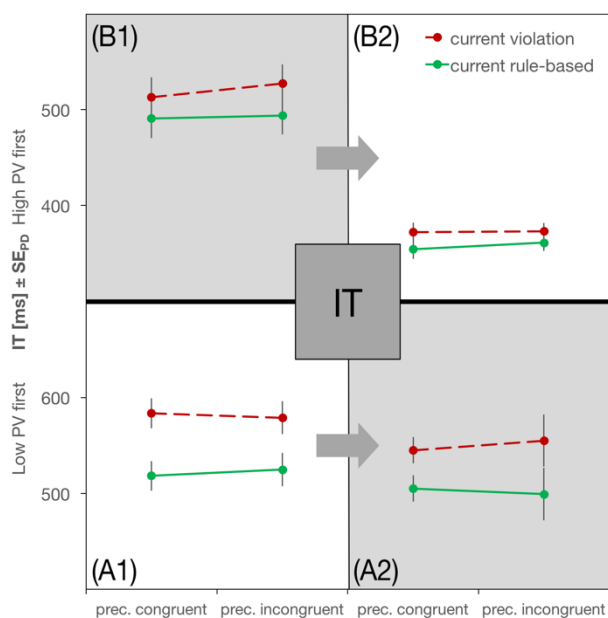 (B1)
(B2)
current violation
current rule-based
500
400
High PV first
IT [ms] ± SE_PD
IT
600
500
Low PV first
(A1)
(A2)
prec. congruent
prec. incongruent
prec. congruent
prec. incongruent